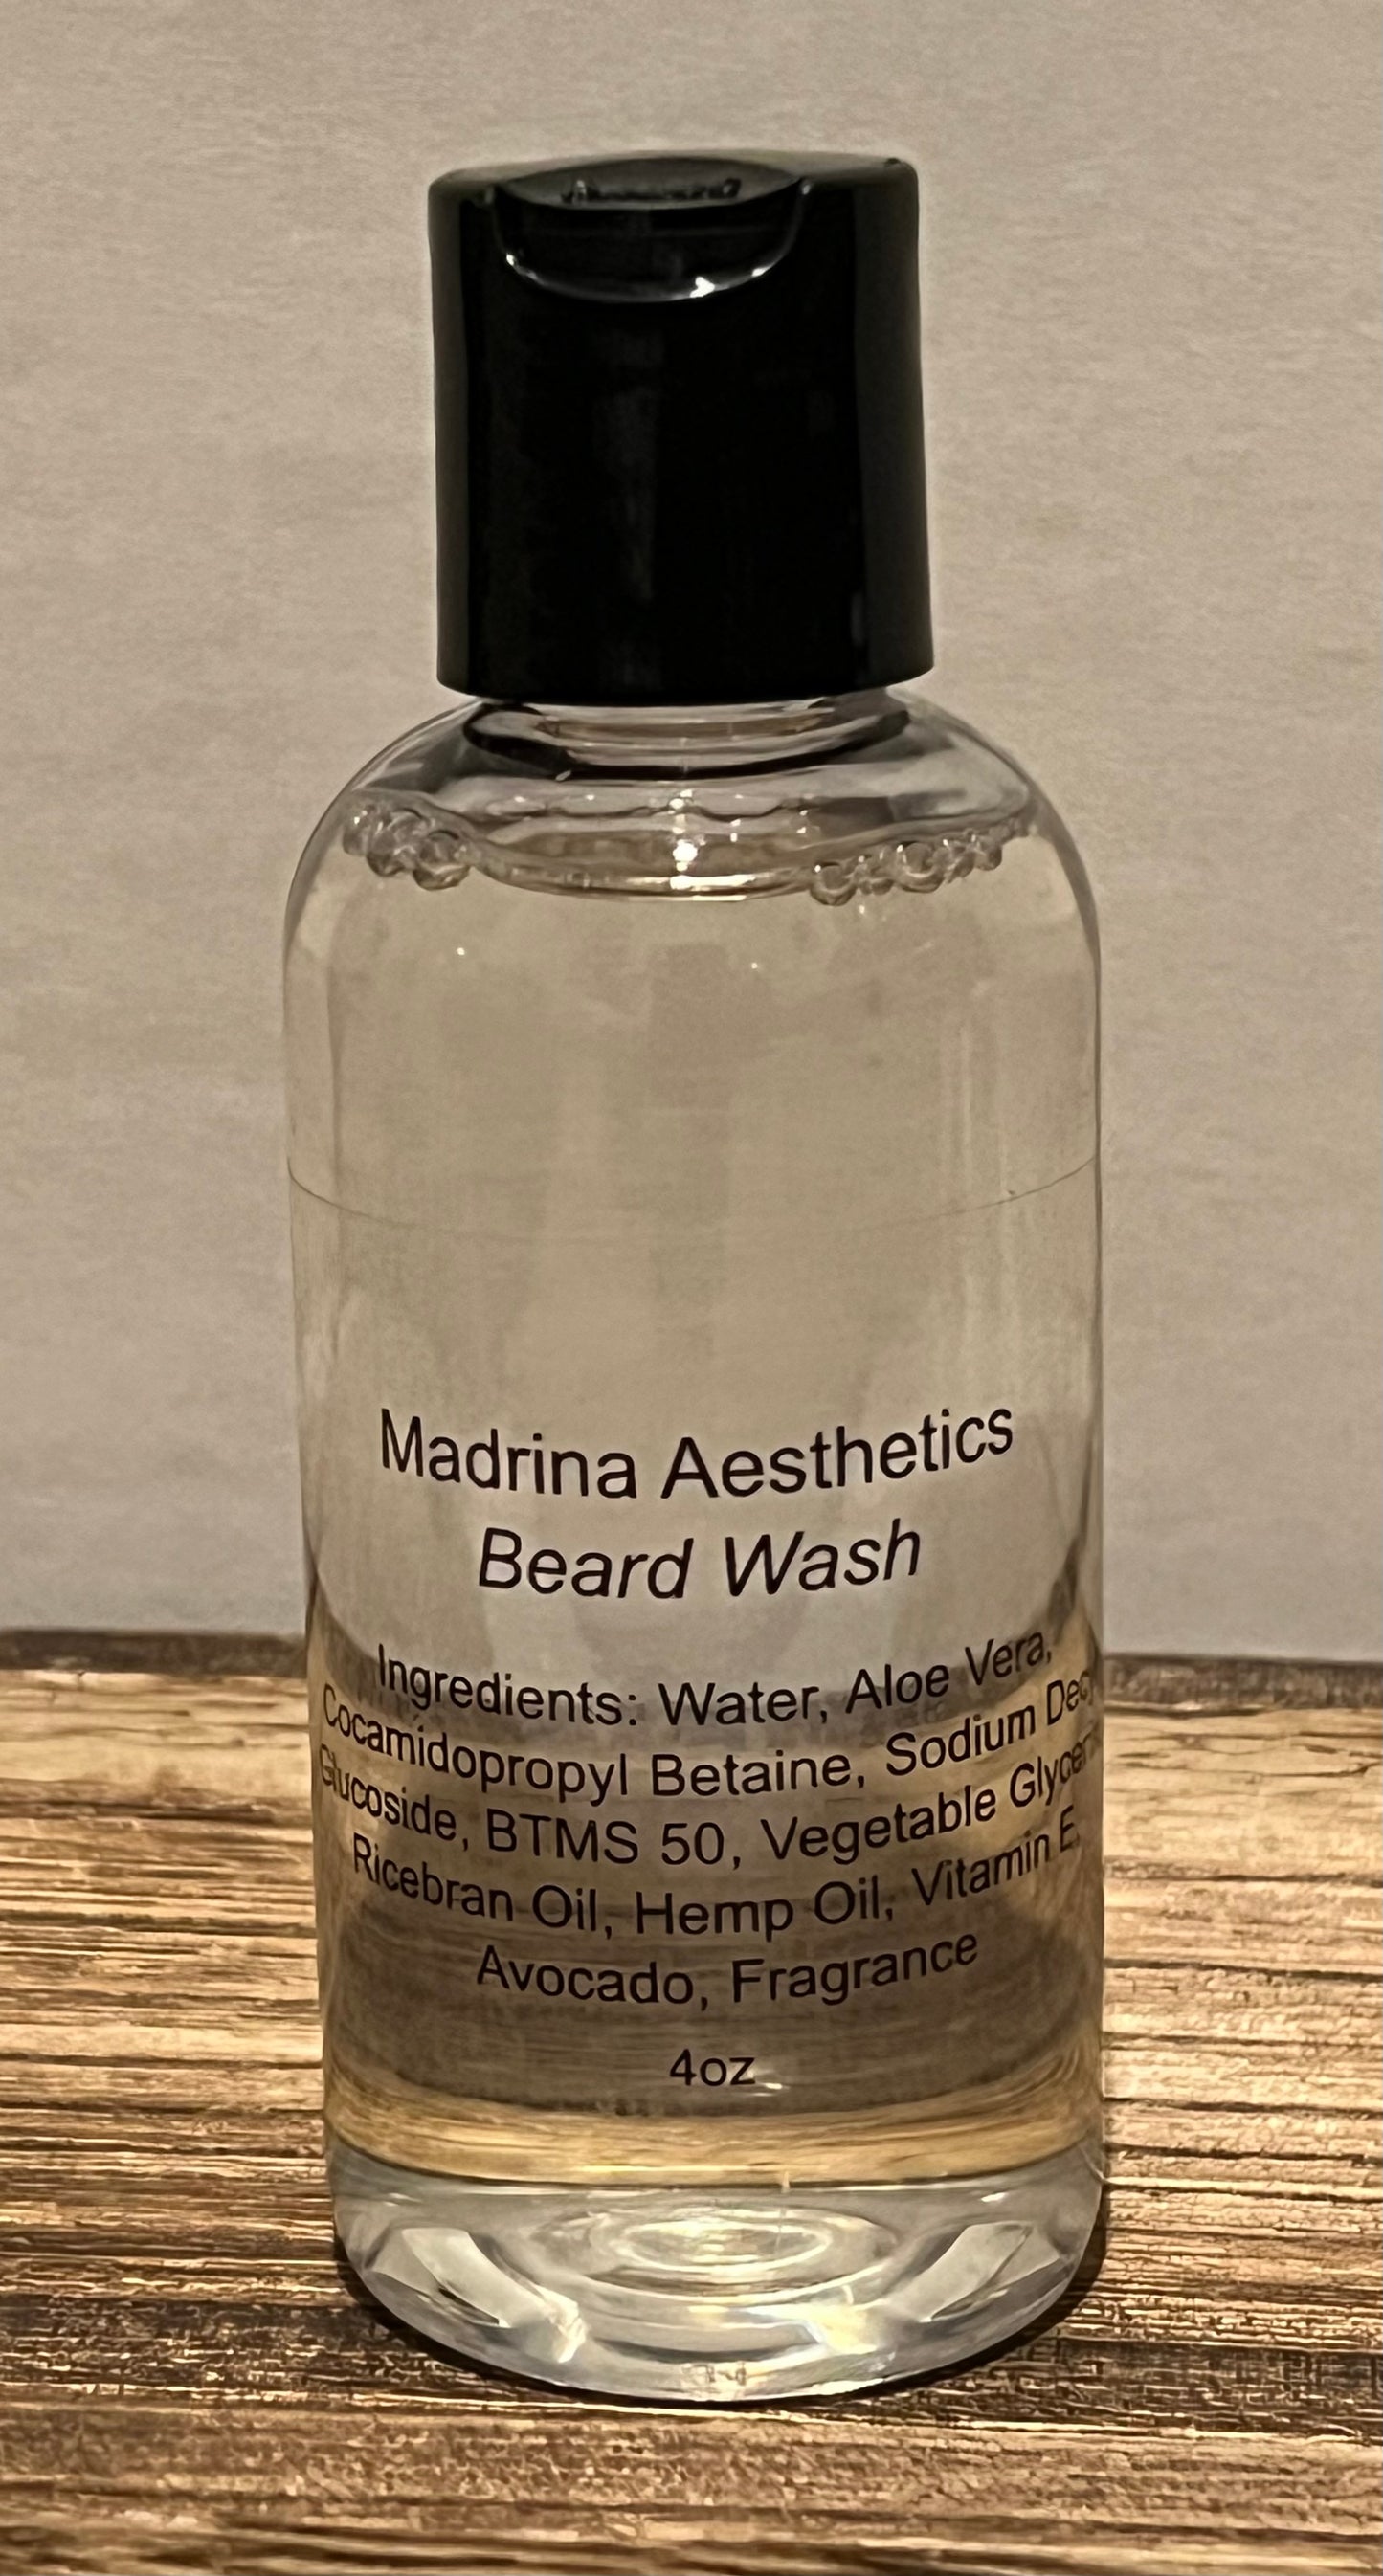 Madrina Aesthetics
Beard Wash
Ingredients: Water, Aloe Vera,
Cocamidopropyl Betaine, Sodium
Glucoside, BTMS 50, Vegetable
Ricebran Oil, Hemp Oil, Vitamin E,
Avocado, Fragrance
4oz